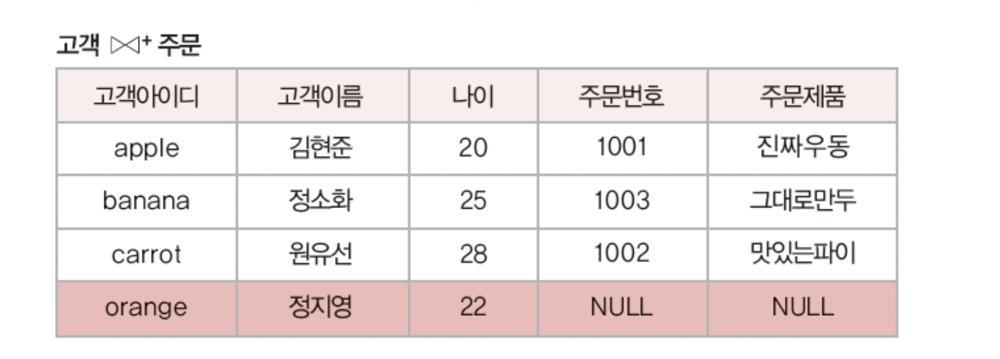 고객 ⋈⁺ 주문
고객아이디 고객이름 나이 주문번호 주문제품
apple 김현준 20 1001 진짜우동
banana 정소화 25 1003 그대로만두
carrot 원유선 28 1002 맛있는파이
orange 정지영 22 NULL NULL